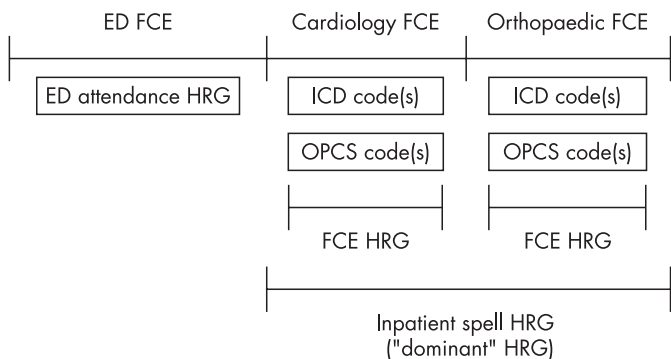 ED FCE
Cardiology FCE
Orthopaedic FCE
ED attendance HRG
ICD code(s)
ICD code(s)
OPCS code(s)
OPCS code(s)
FCE HRG
FCE HRG
Inpatient spell HRG
("dominant" HRG)